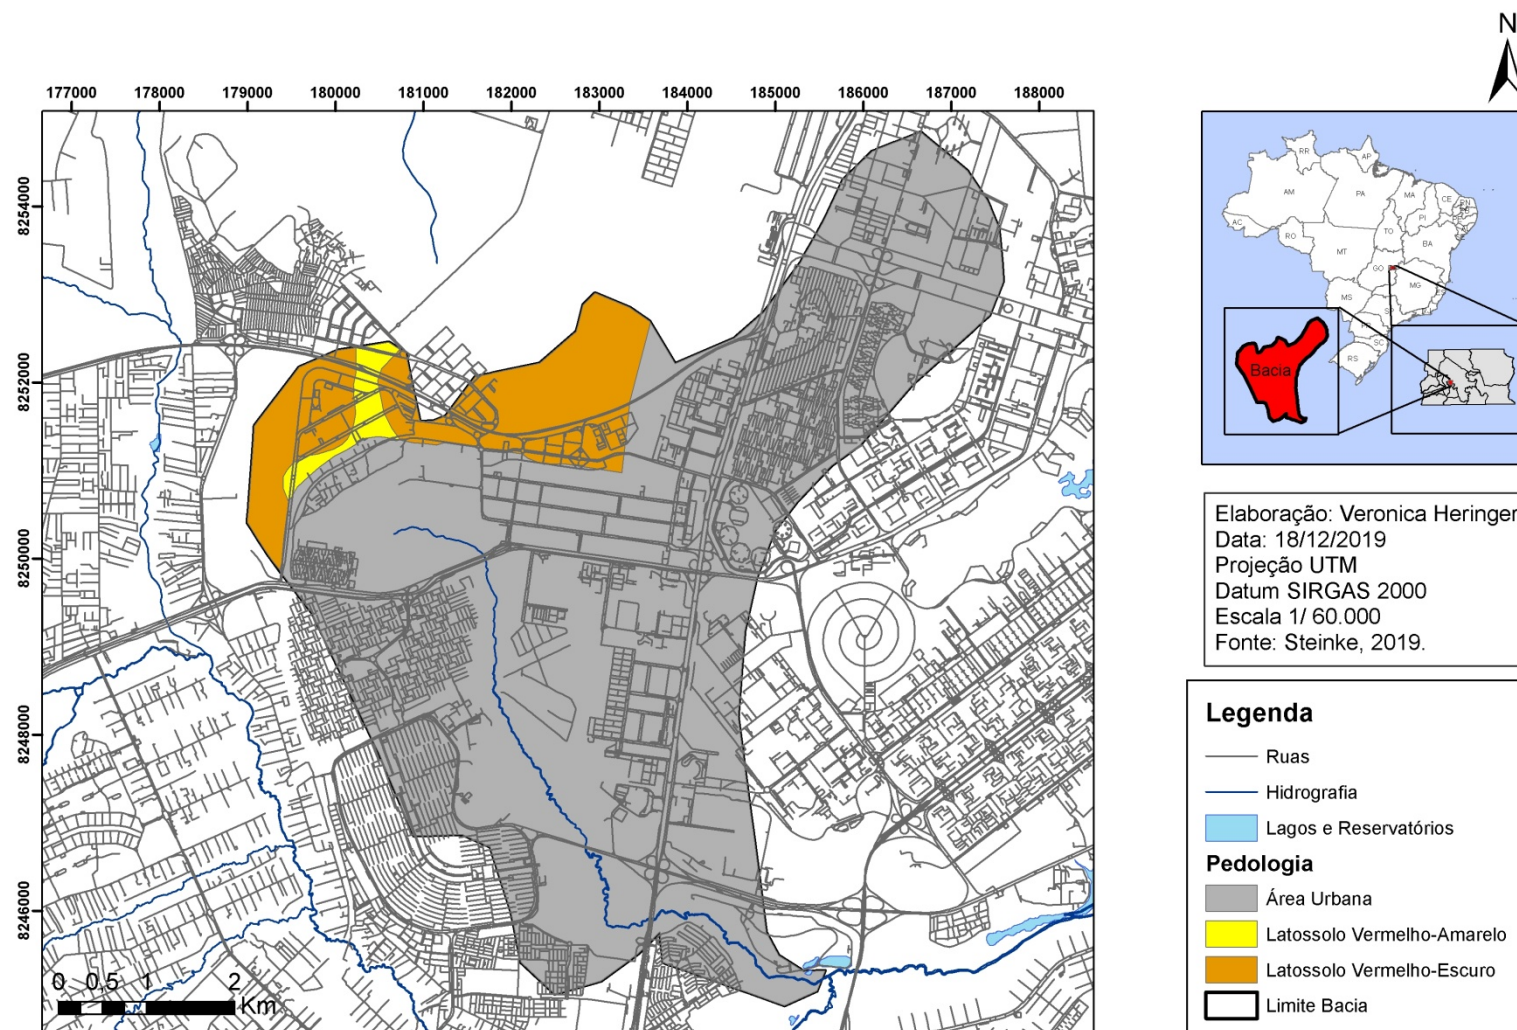 N
177000 178000 179000 180000 181000 182000 183000 184000 185000 186000 187000 188000
8254000
8252000
8250000
8248000
8246000
0 0,5 1 2
Km
RR
AP
AM
PA
MA
CE
RN
PI
AC
RO
TO
BA
MT
GO
MG
MS
SC
RS
Bacia
Elaboração: Veronica Heringer
Data: 18/12/2019
Projeção UTM
Datum SIRGAS 2000
Escala 1/ 60.000
Fonte: Steinke, 2019.
Legenda
Ruas
Hidrografia
Lagos e Reservatórios
Pedologia
Área Urbana
Latossolo Vermelho-Amarelo
Latossolo Vermelho-Escuro
Limite Bacia